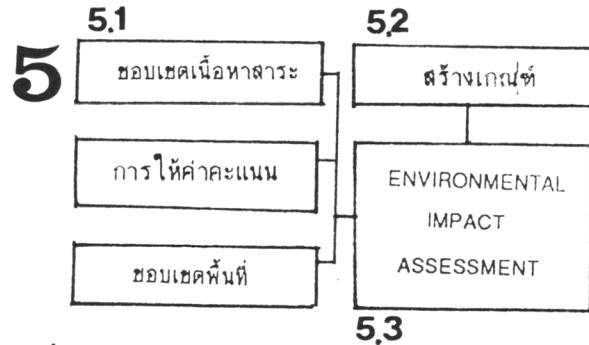 5
5.1
ขอบเขตเนื้อหาสาระ
การให้ค่าคะแนน
ขอบเขตพื้นที่
5.2
สร้างเกณฑ์
ENVIRONMENTAL
IMPACT
ASSESSMENT
5.3